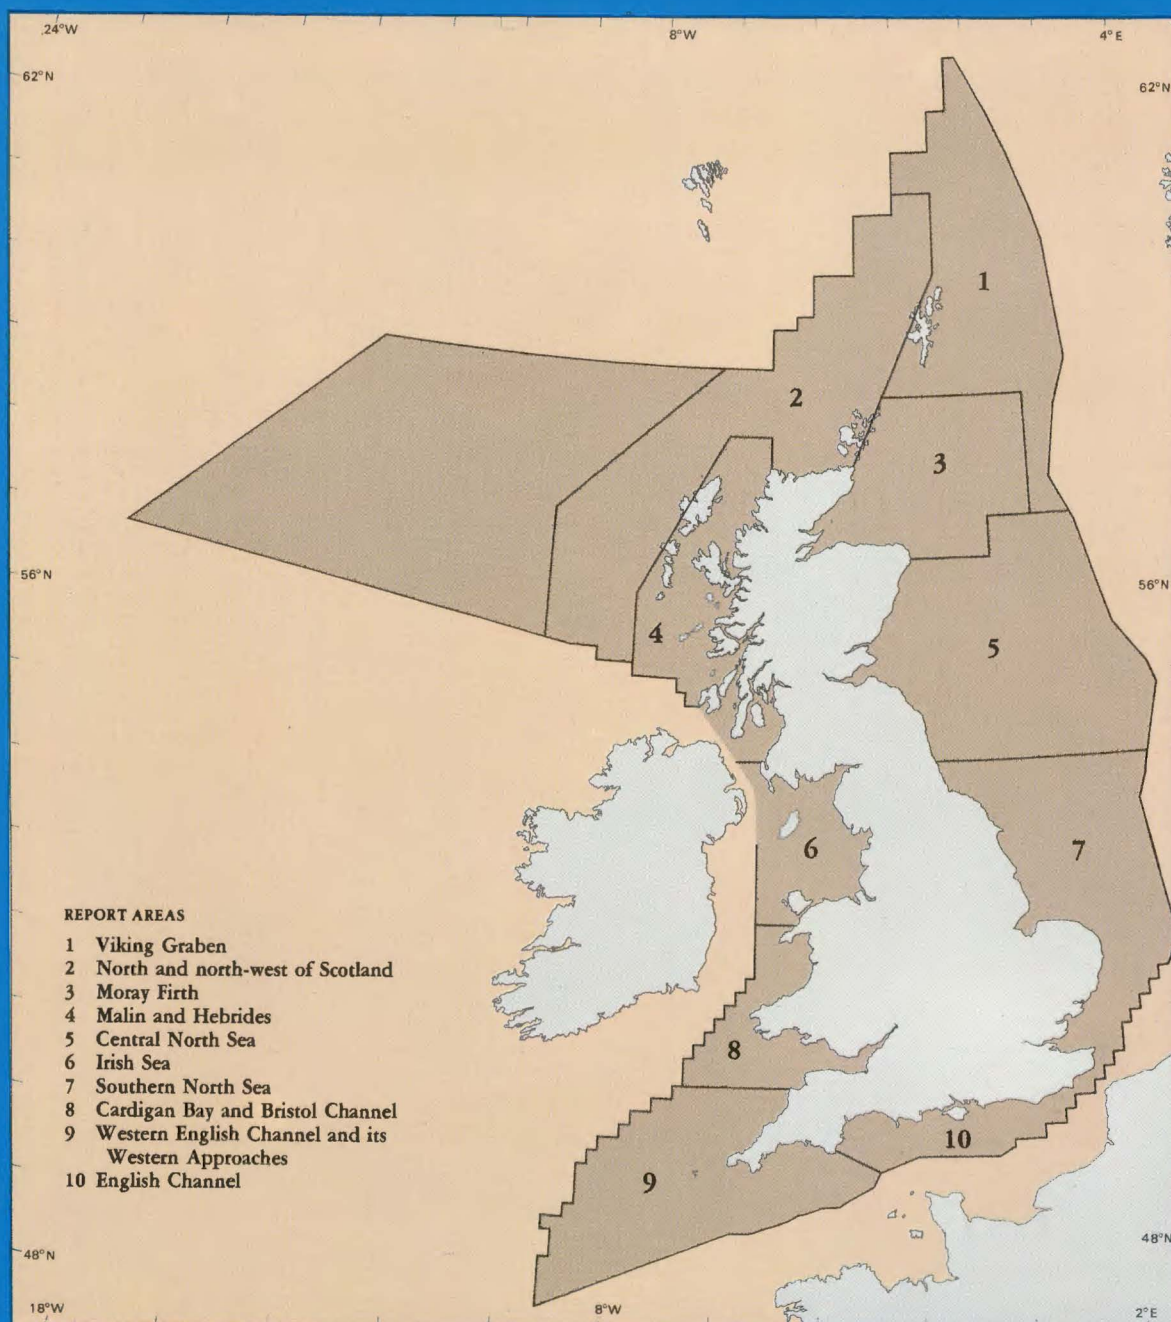 24°W
8°W
4°E
62°N
62°N
1
2
3
56°N
56°N
4
5
6
7
REPORT AREAS
1 Viking Graben
2 North and north-west of Scotland
3 Moray Firth
4 Malin and Hebrides
5 Central North Sea
6 Irish Sea
7 Southern North Sea
8 Cardigan Bay and Bristol Channel
9 Western English Channel and its
Western Approaches
10 English Channel
8
10
9
48°N
48°N
18°W
8°W
2°E